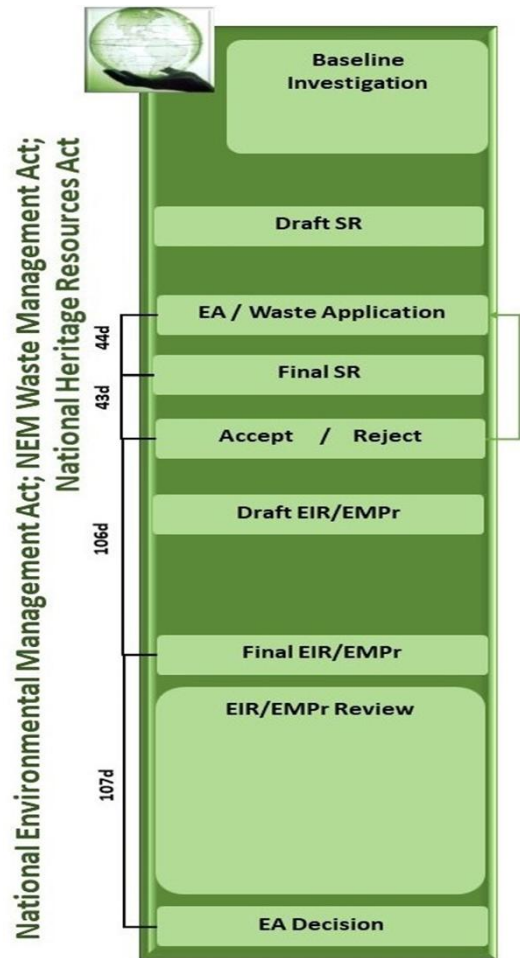 National Environmental Management Act; NEM Waste Management Act;
National Heritage Resources Act
Baseline
Investigation
Draft SR
EA / Waste Application
44d
Final SR
43d
Accept / Reject
Draft EIR/EMPr
106d
Final EIR/EMPr
EIR/EMPr Review
107d
EA Decision